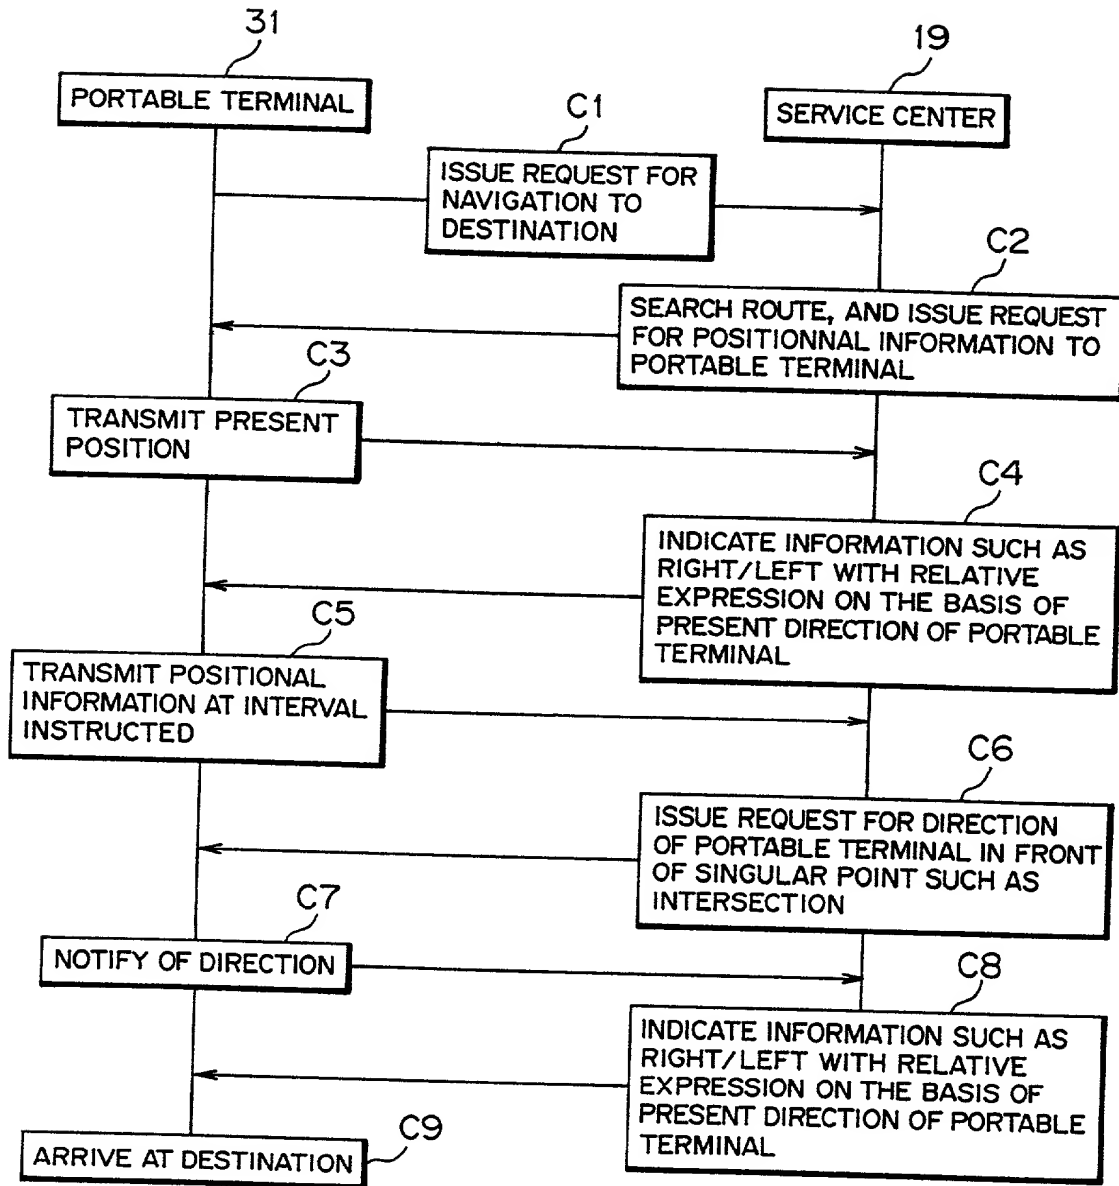 31
PORTABLE TERMINAL
19
SERVICE CENTER
C1
ISSUE REQUEST FOR
NAVIGATION TO
DESTINATION
C2
SEARCH ROUTE, AND ISSUE REQUEST
FOR POSITIONNAL INFORMATION TO
PORTABLE TERMINAL
C3
TRANSMIT PRESENT
POSITION
C4
INDICATE INFORMATION SUCH AS
RIGHT/LEFT WITH RELATIVE
EXPRESSION ON THE BASIS OF
PRESENT DIRECTION OF PORTABLE
TERMINAL
C5
TRANSMIT POSITIONAL
INFORMATION AT INTERVAL
INSTRUCTED
C6
ISSUE REQUEST FOR DIRECTION
OF PORTABLE TERMINAL IN FRONT
OF SINGULAR POINT SUCH AS
INTERSECTION
C7
NOTIFY OF DIRECTION
C8
INDICATE INFORMATION SUCH AS
RIGHT/LEFT WITH RELATIVE
EXPRESSION ON THE BASIS OF
PRESENT DIRECTION OF PORTABLE
TERMINAL
C9
ARRIVE AT DESTINATION